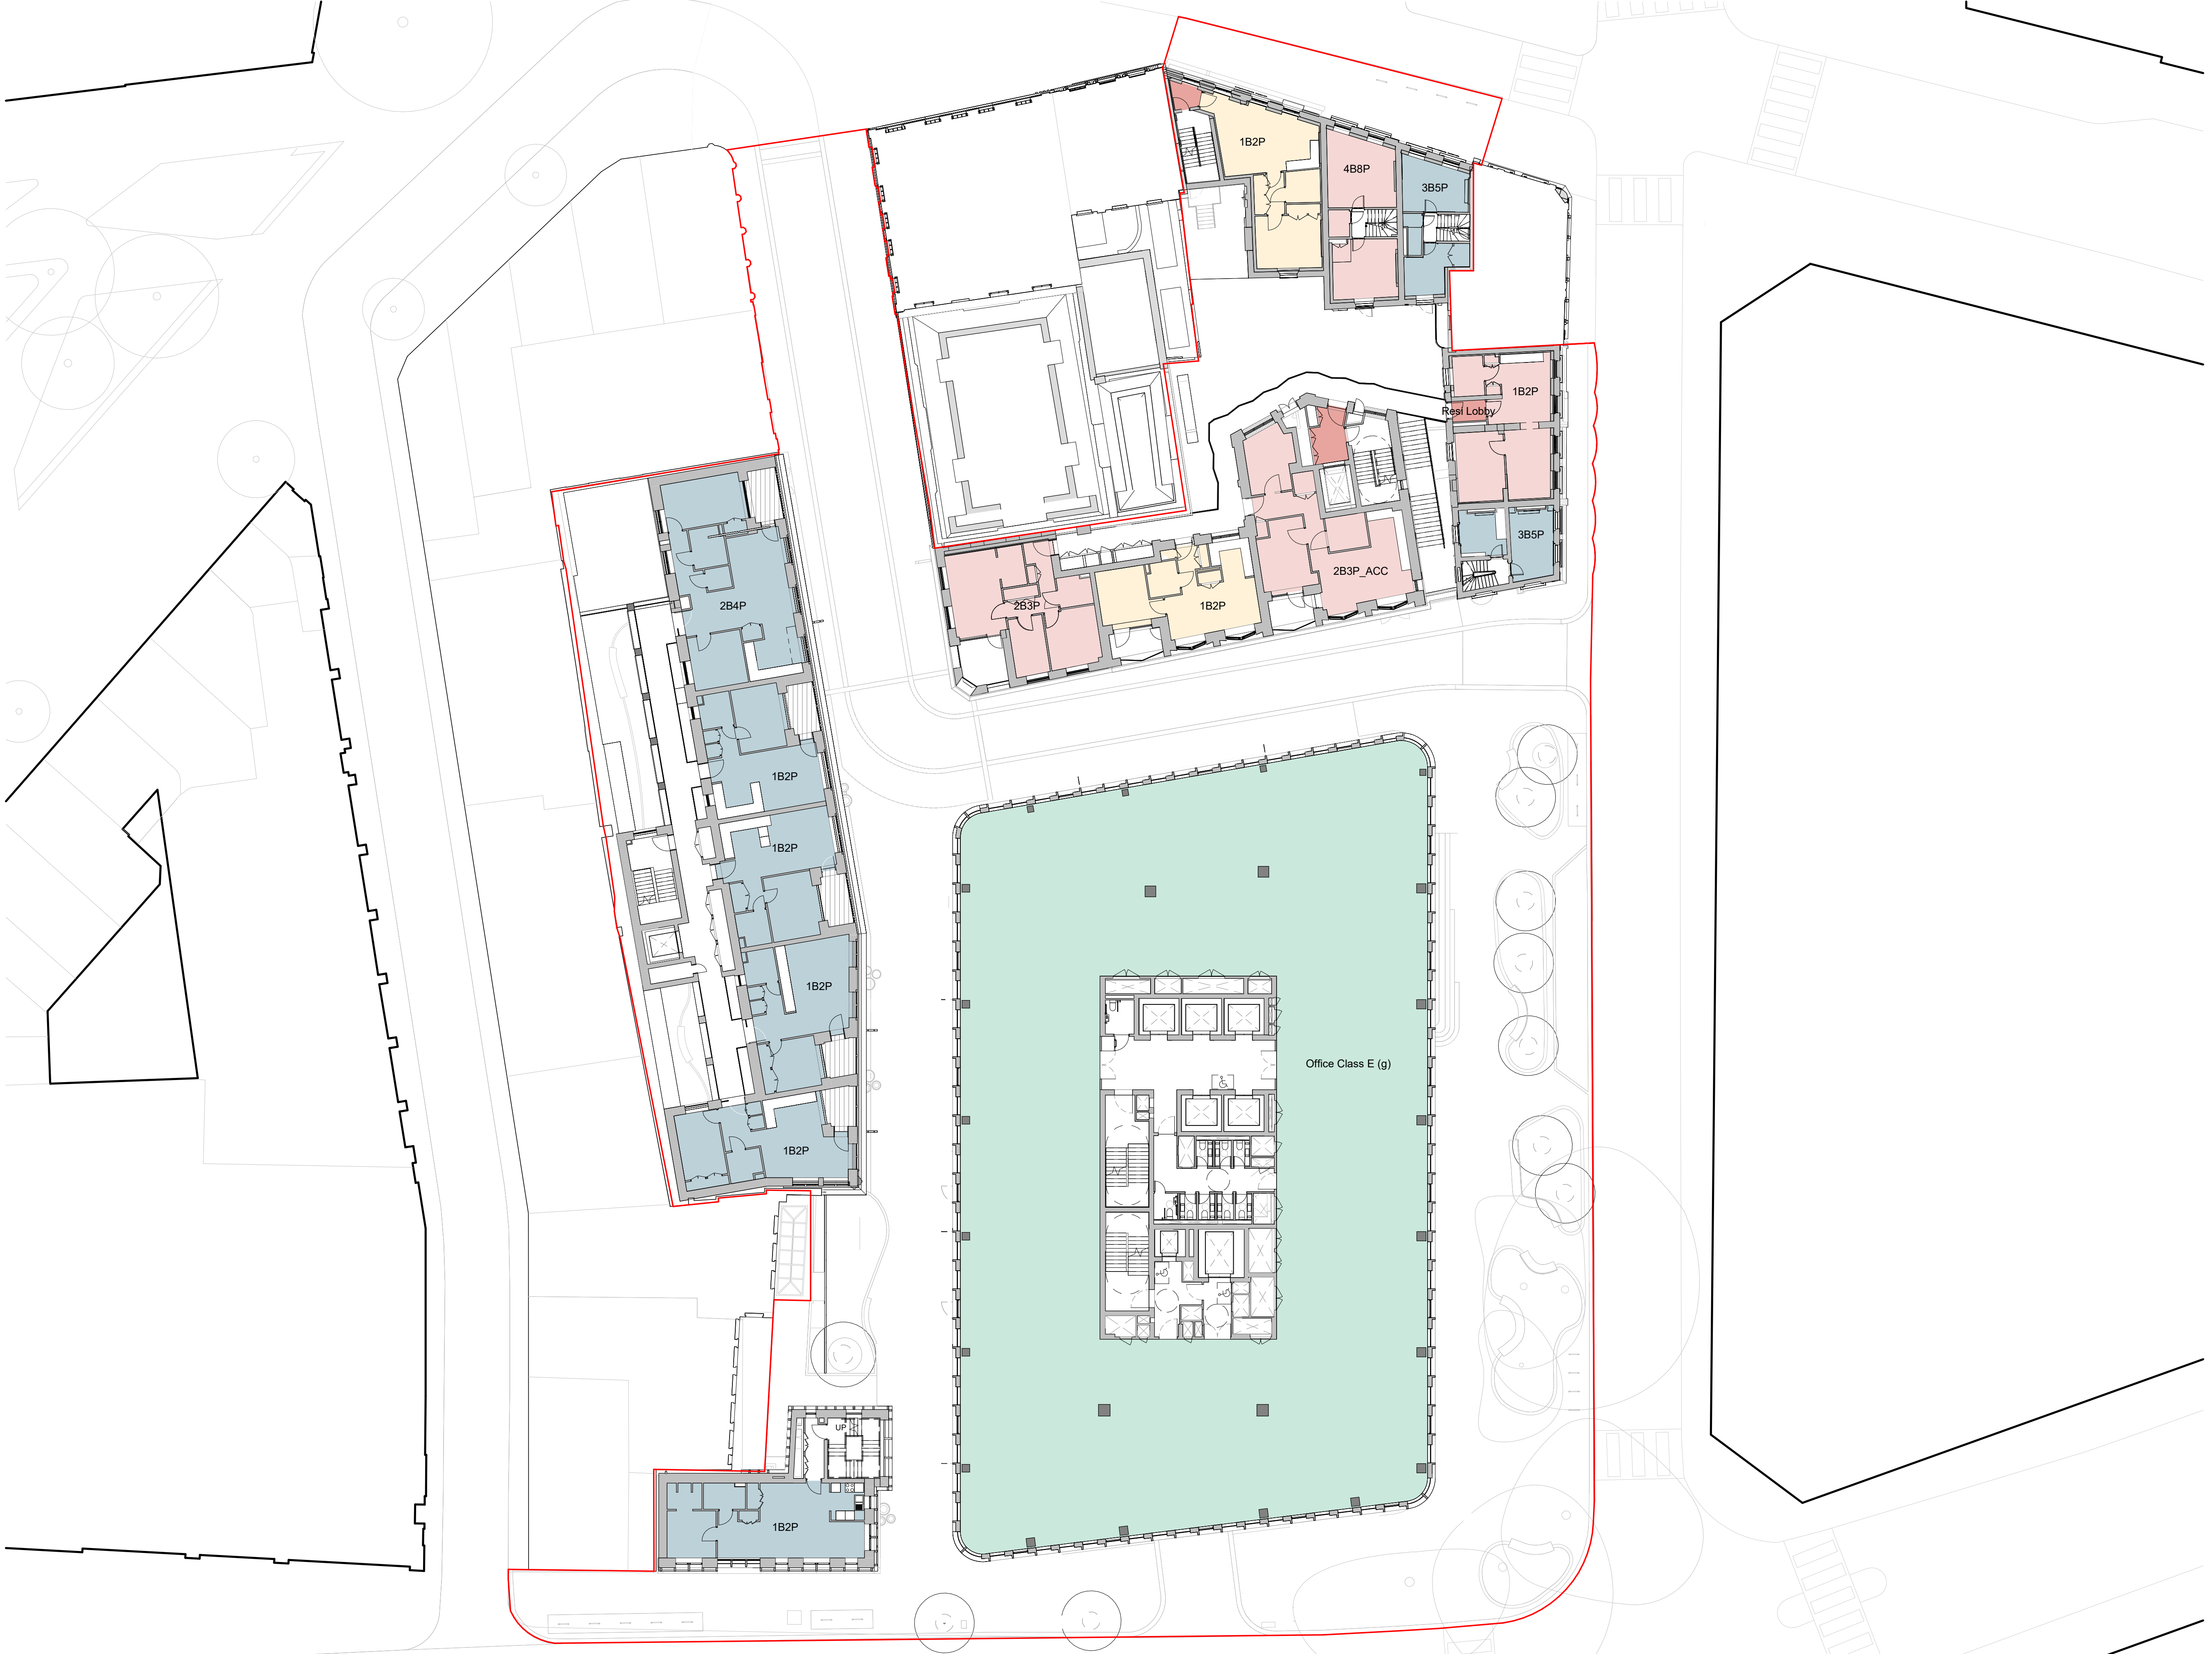 1B2P
4B8P
3B5P
1B2P
Resi Lobby
3B5P
2B3P_ACC
2B3P
1B2P
2B4P
1B2P
1B2P
1B2P
Office Class E (g)
1B2P
UP
1B2P